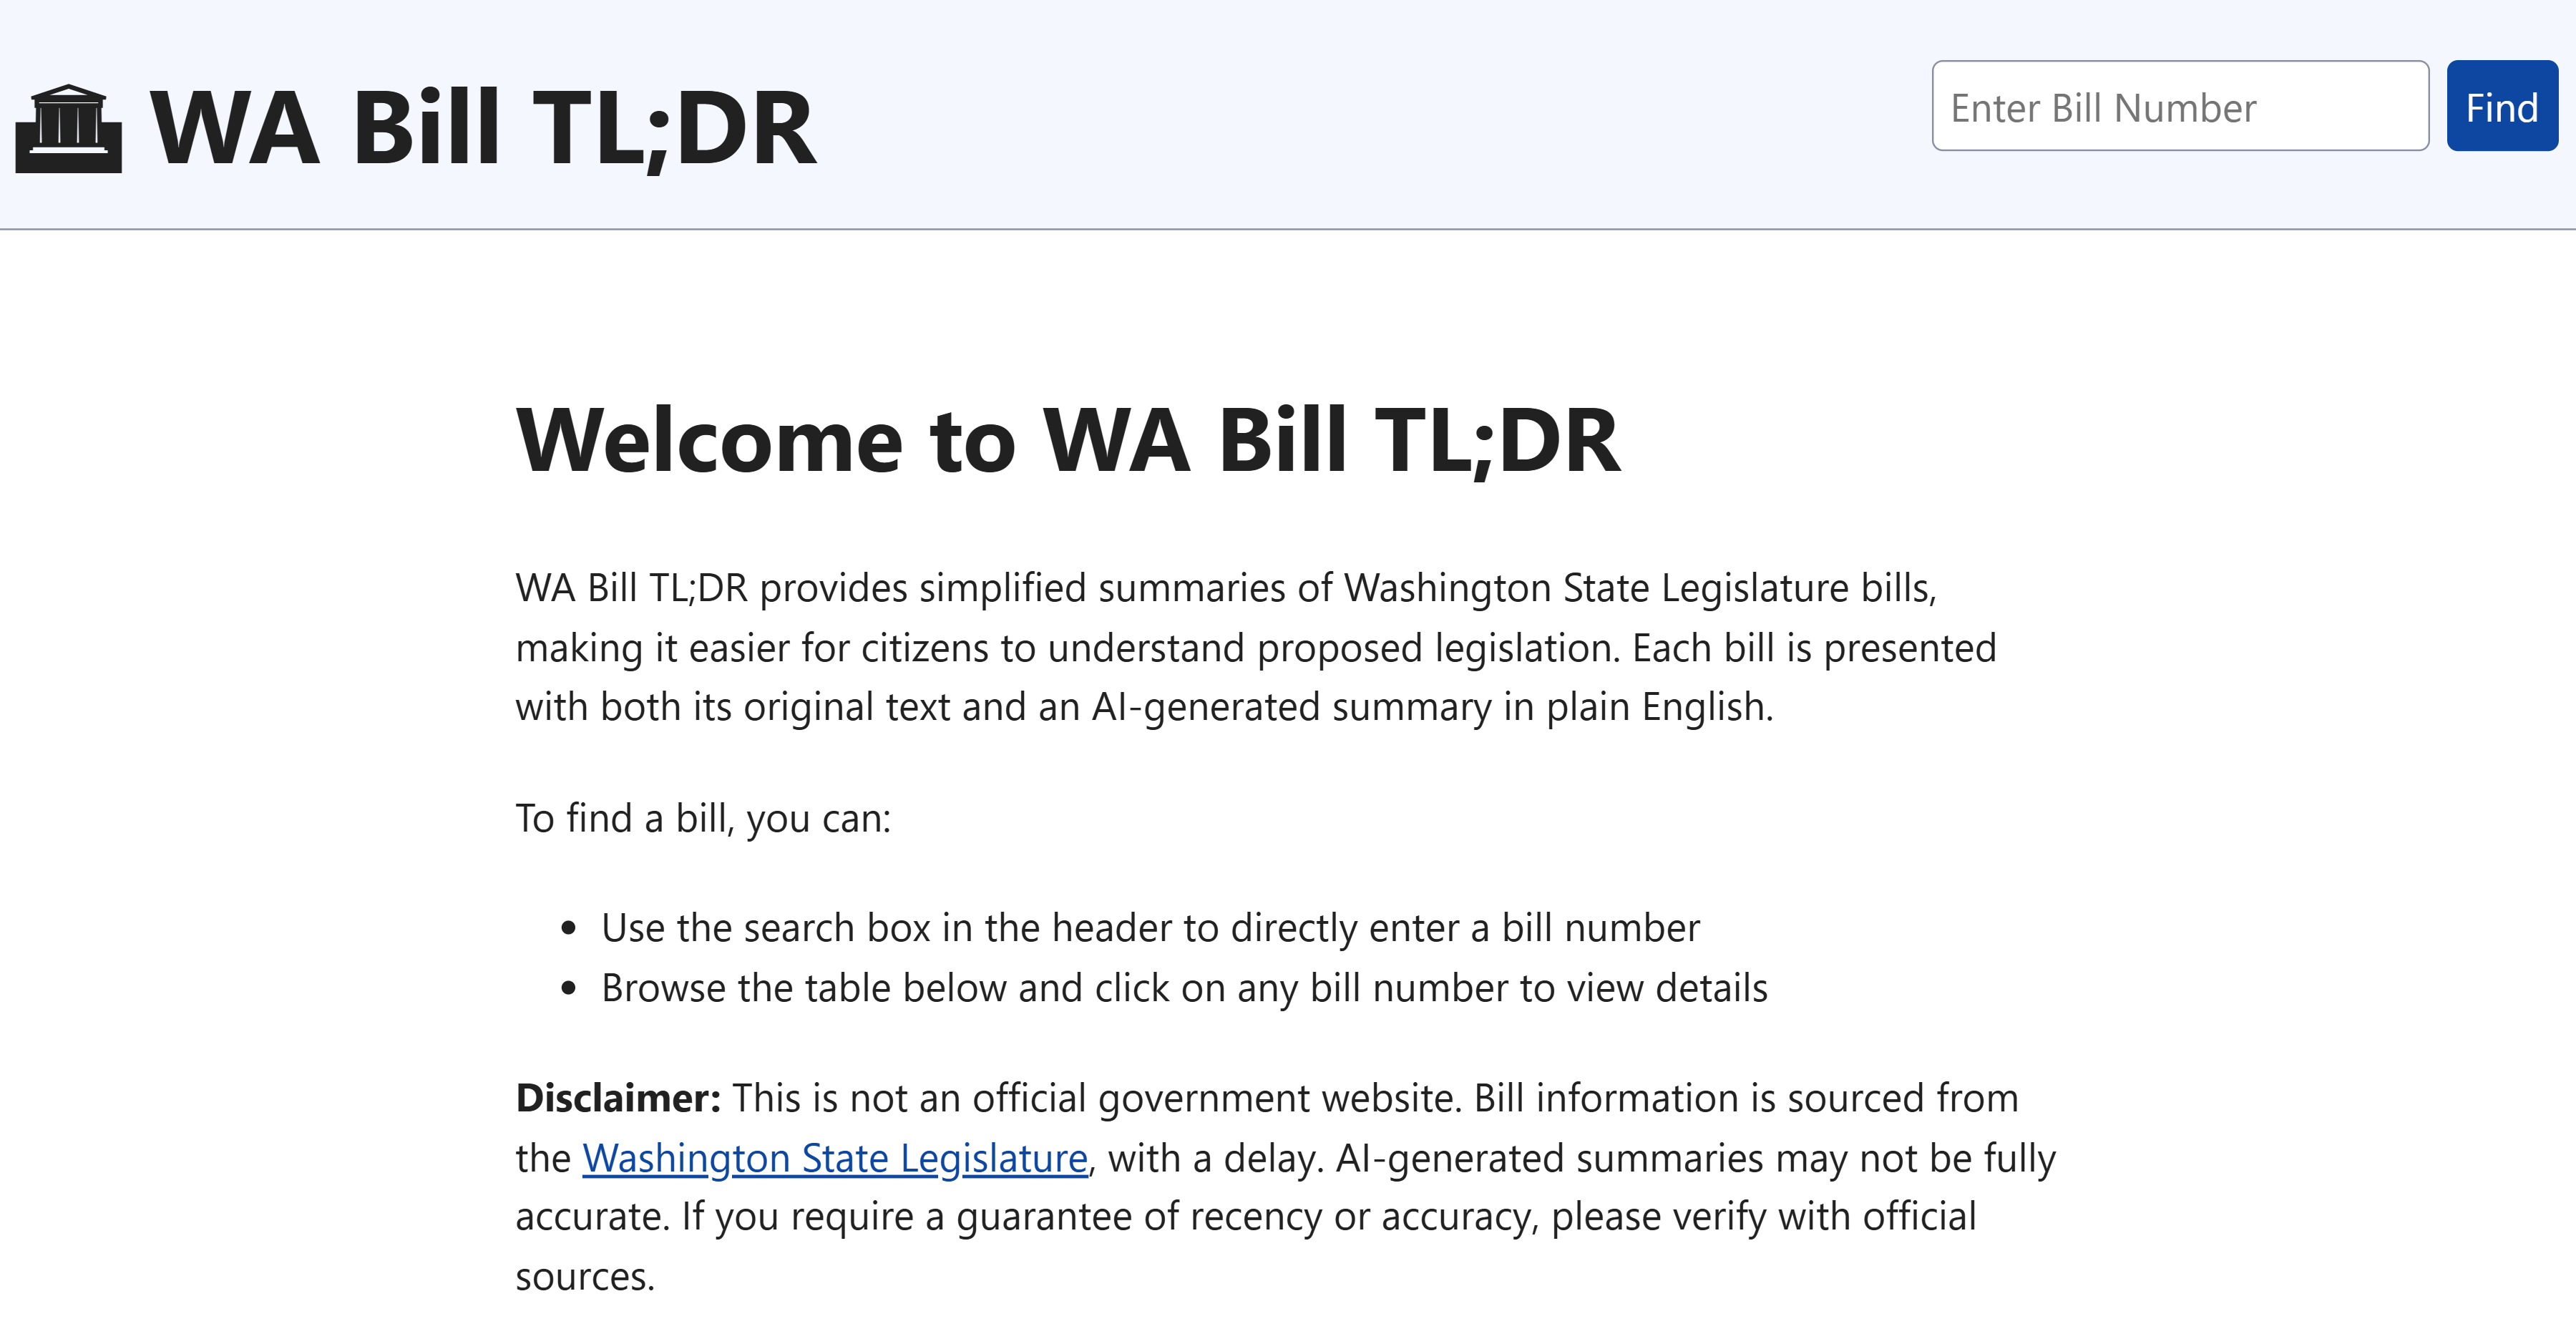 WA Bill TL;DR
Enter Bill Number
Find
Welcome to WA Bill TL;DR
WA Bill TL;DR provides simplified summaries of Washington State Legislature bills,
making it easier for citizens to understand proposed legislation. Each bill is presented
with both its original text and an AI-generated summary in plain English.
To find a bill, you can:
• Use the search box in the header to directly enter a bill number
• Browse the table below and click on any bill number to view details
Disclaimer: This is not an official government website. Bill information is sourced from
the Washington State Legislature, with a delay. AI-generated summaries may not be fully
accurate. If you require a guarantee of recency or accuracy, please verify with official
sources.